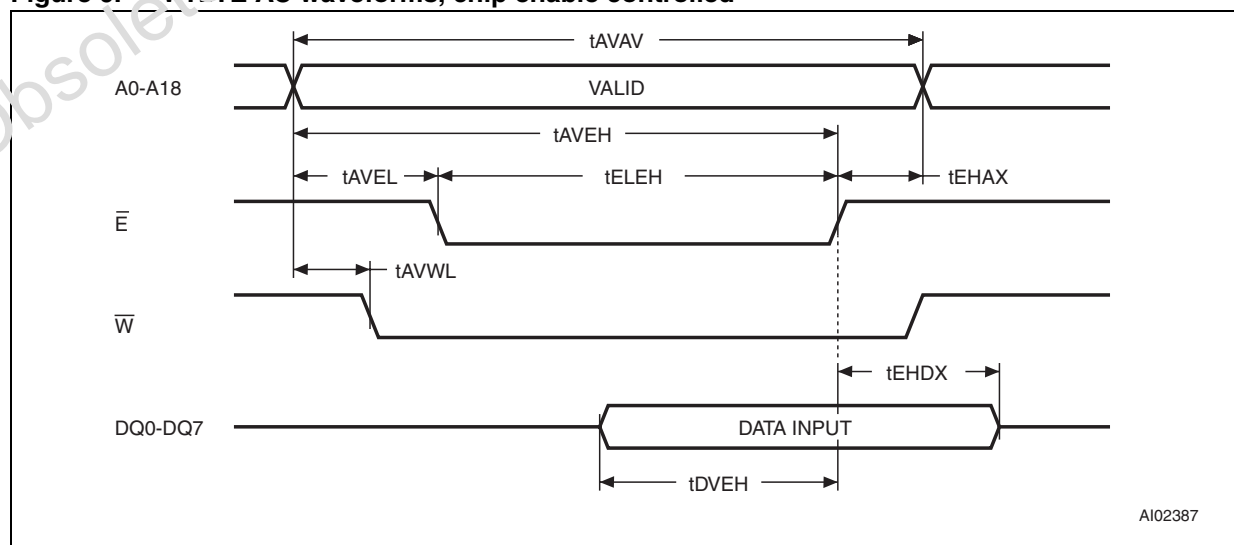 AC waveforms, chip enable controlled
obsolet
tAVAV
A0-A18
VALID
tAVEH
tAVEL
tELEH
tEHAX
E
tAVWL
W
tEHDX
DQ0-DQ7
DATA INPUT
tDVEH
AI02387